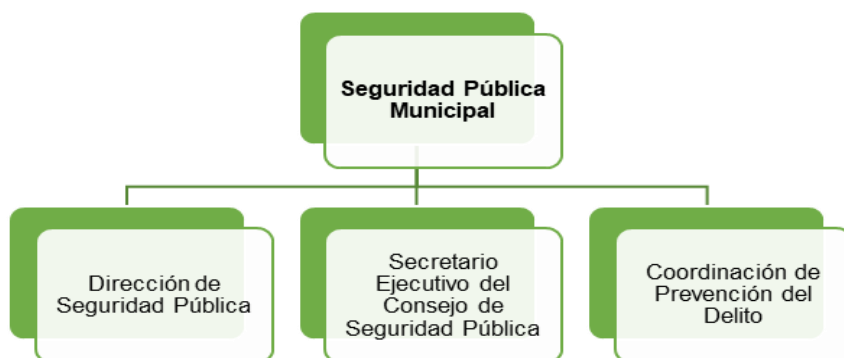 Seguridad Pública
Municipal
Dirección de
Seguridad Pública
Secretario
Ejecutivo del
Consejo de
Seguridad Pública
Coordinación de
Prevención del
Delito